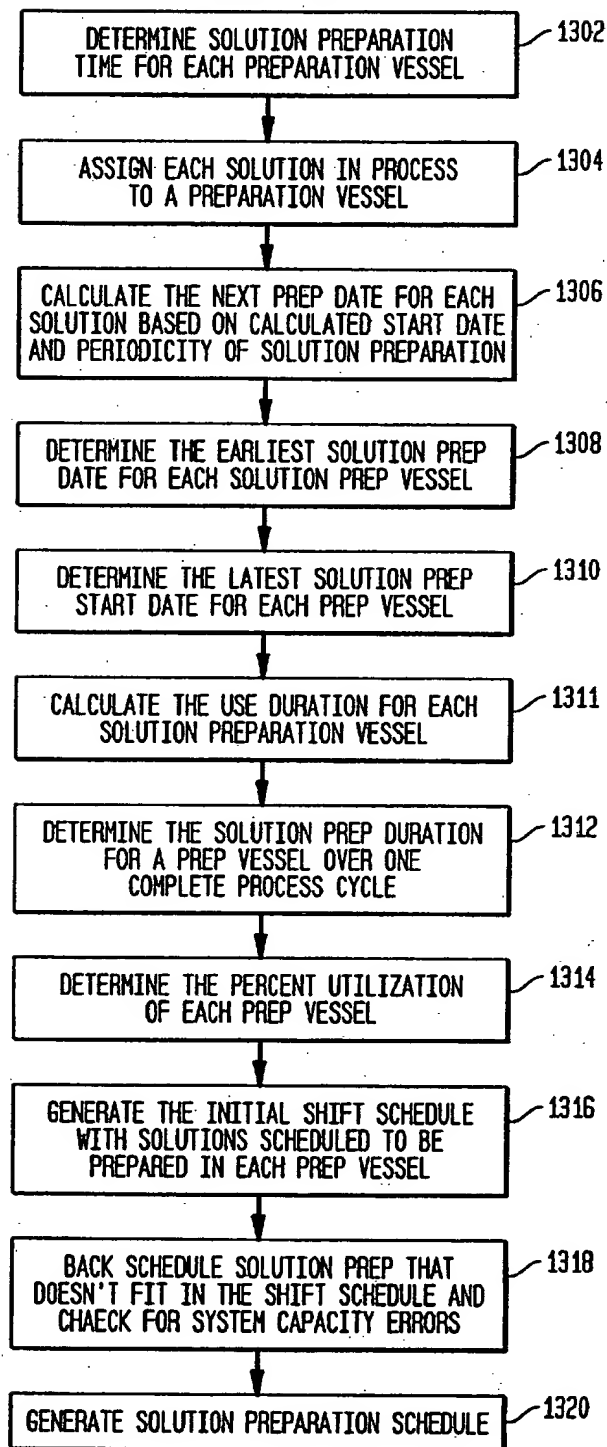 DETERMINE SOLUTION PREPARATION
TIME FOR EACH PREPARATION VESSEL
1302
ASSIGN EACH SOLUTION IN PROCESS
TO A PREPARATION VESSEL
1304
CALCULATE THE NEXT PREP DATE FOR EACH
SOLUTION BASED ON CALCULATED START DATE
AND PERIODICITY OF SOLUTION PREPARATION
1306
DETERMINE THE EARLIEST SOLUTION PREP
DATE FOR EACH SOLUTION PREP VESSEL
1308
DETERMINE THE LATEST SOLUTION PREP
START DATE FOR EACH PREP VESSEL
1310
CALCULATE THE USE DURATION FOR EACH
SOLUTION PREPARATION VESSEL
1311
DETERMINE THE SOLUTION PREP DURATION
FOR A PREP VESSEL OVER ONE
COMPLETE PROCESS CYCLE
1312
DETERMINE THE PERCENT UTILIZATION
OF EACH PREP VESSEL
1314
GENERATE THE INITIAL SHIFT SCHEDULE
WITH SOLUTIONS SCHEDULED TO BE
PREPARED IN EACH PREP VESSEL
1316
BACK SCHEDULE SOLUTION PREP THAT
DOESN'T FIT IN THE SHIFT SCHEDULE AND
CHAECK FOR SYSTEM CAPACITY ERRORS
1318
GENERATE SOLUTION PREPARATION SCHEDULE
1320